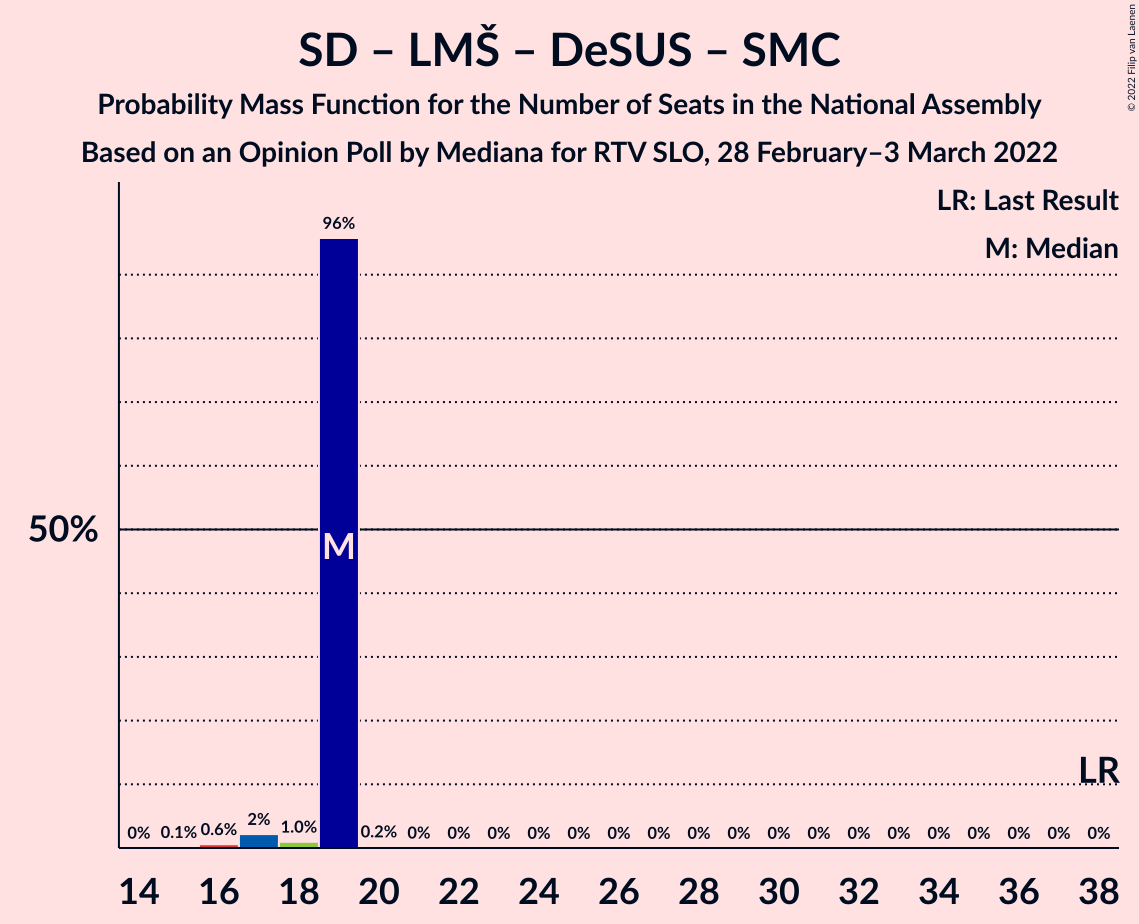 SD – LMŠ – DeSUS – SMC
Probability Mass Function for the Number of Seats in the National Assembly
Based on an Opinion Poll by Mediana for RTV SLO, 28 February–3 March 2022
© 2022 Filip van Laenen
LR: Last Result
M: Median
96%
50%
M
LR
0% 0.1% 0.6% 2% 1.0% 0.2% 0% 0% 0% 0% 0% 0% 0% 0% 0% 0% 0% 0% 0% 0% 0% 0% 0% 0%
14 16 18 20 22 24 26 28 30 32 34 36 38